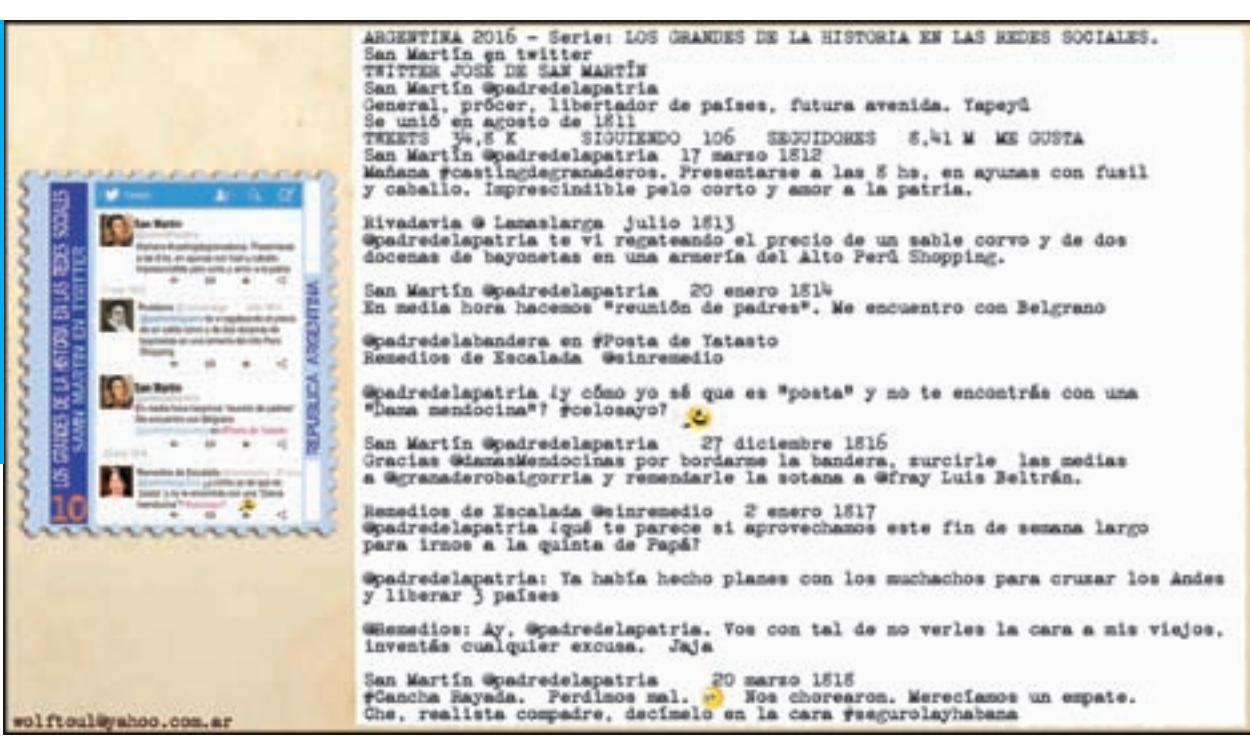 ARGENTINA 2016 - Serie: LOS GRANDES DE LA HISTORIA EN LAS REDES SOCIALES.
San Martín en twitter
TWITTER JOSÉ DE SAN MARTÍN
San Martín @padredelapatria
General, prócer, libertador de países, futura avenida. Yapeyú
Se unió en agosto de 1811
TWEETS 34,8 K SIGUIENDO 106 SEGUIDORES 8,41 M ME GUSTA
San Martín @padredelapatria 17 marso 1812
Mañana #castingdegranaderos. Presentarse a las 8 hs, en ayunas con fusil
y caballo. Imprescindible pelo corto y amor a la patria.
Rivadavia @ Lamaslarga julio 1813
@padredelapatria te vi regateando el precio de un sable corvo y de dos
docenas de bayonetas en una armería del Alto Perú Shopping.
San Martín @padredelapatria 20 enero 1814
En media hora hacemos "reunión de padres". Me encuentro con Belgrano
@padredelabandera en #Posta de Yatasto
Remedios de Escalada @sinremedio
@padredelapatria ¿y cómo yo sé que es "posta" y no te encontrás con una
"Dama mendocina"? #celosayo?
San Martín @padredelapatria 27 diciembre 1816
Gracias @damasMendocinas por bordarme la bandera, zurcirle las medias
a @granaderobaigorria y remendarle la sotana a @fray Luis Beltrán.
Remedios de Escalada @sinremedio 2 enero 1817
@padredelapatria ¿qué te parece si aprovechamos este fin de semana largo
para irnos a la quinta de Papá?
@padredelapatria: Ya había hecho planes con los muchachos para cruzar los Andes
y liberar 3 países
@Remedios: Ay, @padredelapatria. Vos con tal de no verles la cara a mis viejos,
inventás cualquier excusa. Jaja
San Martín @padredelapatria 20 marzo 1818
#Cancha Rayada. Perdimos mal. Nos chorearon. Merecíamos un empate.
Che, realista compadre, decímelo en la cara #segurolayhabana
LOS GRANDES DE LA HISTORIA EN LAS REDES SOCIALES
SAMN MARTIN EN TWITTER
10
REPUBLICA ARGENTINA
San Martin
San Martin
Remedios de Escalada
wolftoul@yahoo.com.ar